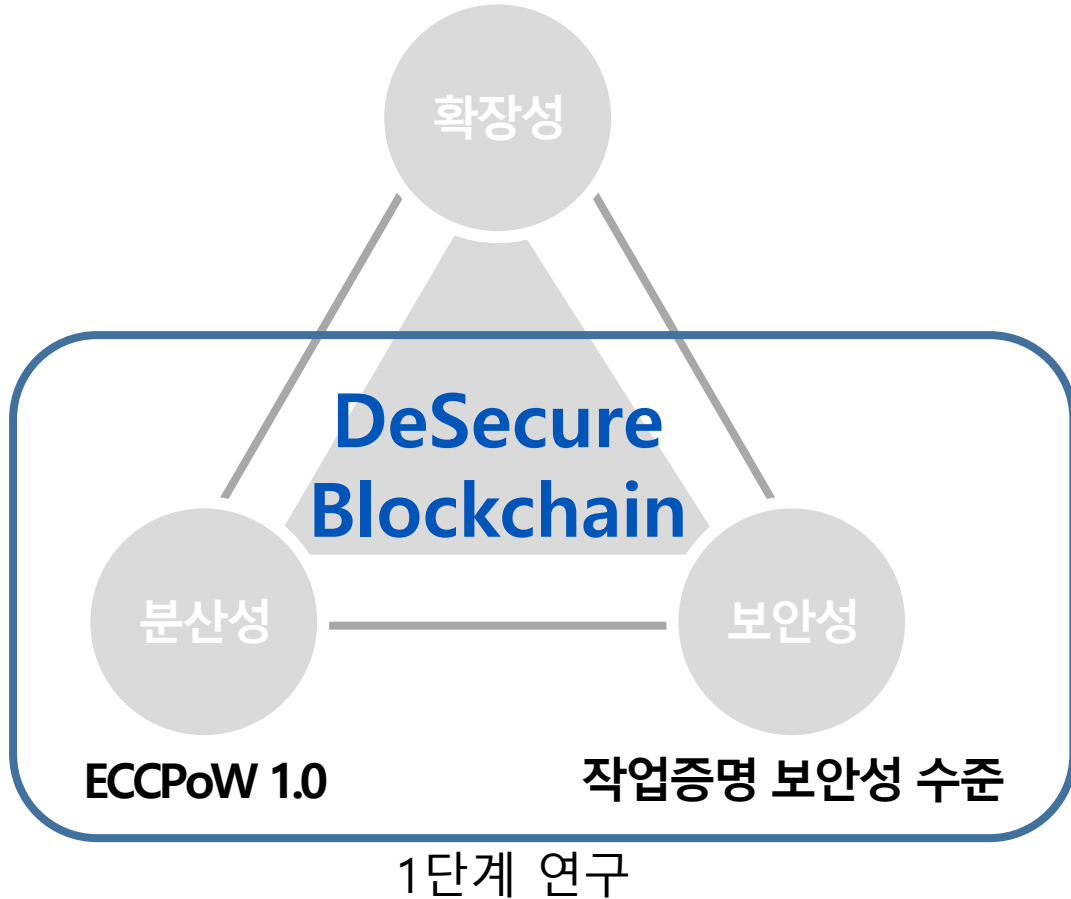 확장성
DeSecure
Blockchain
분산성
보안성
ECCPoW 1.0
작업증명 보안성 수준
1단계 연구